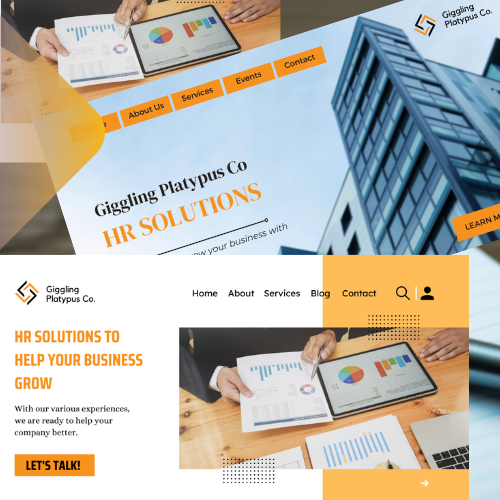 Giggling
Platypus Co.
About Us
Services
Events
Contact
Giggling Platypus Co
HR SOLUTIONS
your business with
LEARN
Giggling
Platypus Co.
Home
About
Services
Blog
Contact
HR SOLUTIONS TO
HELP YOUR BUSINESS
GROW
With our various experiences,
we are ready to help your
company better.
LET'S TALK!